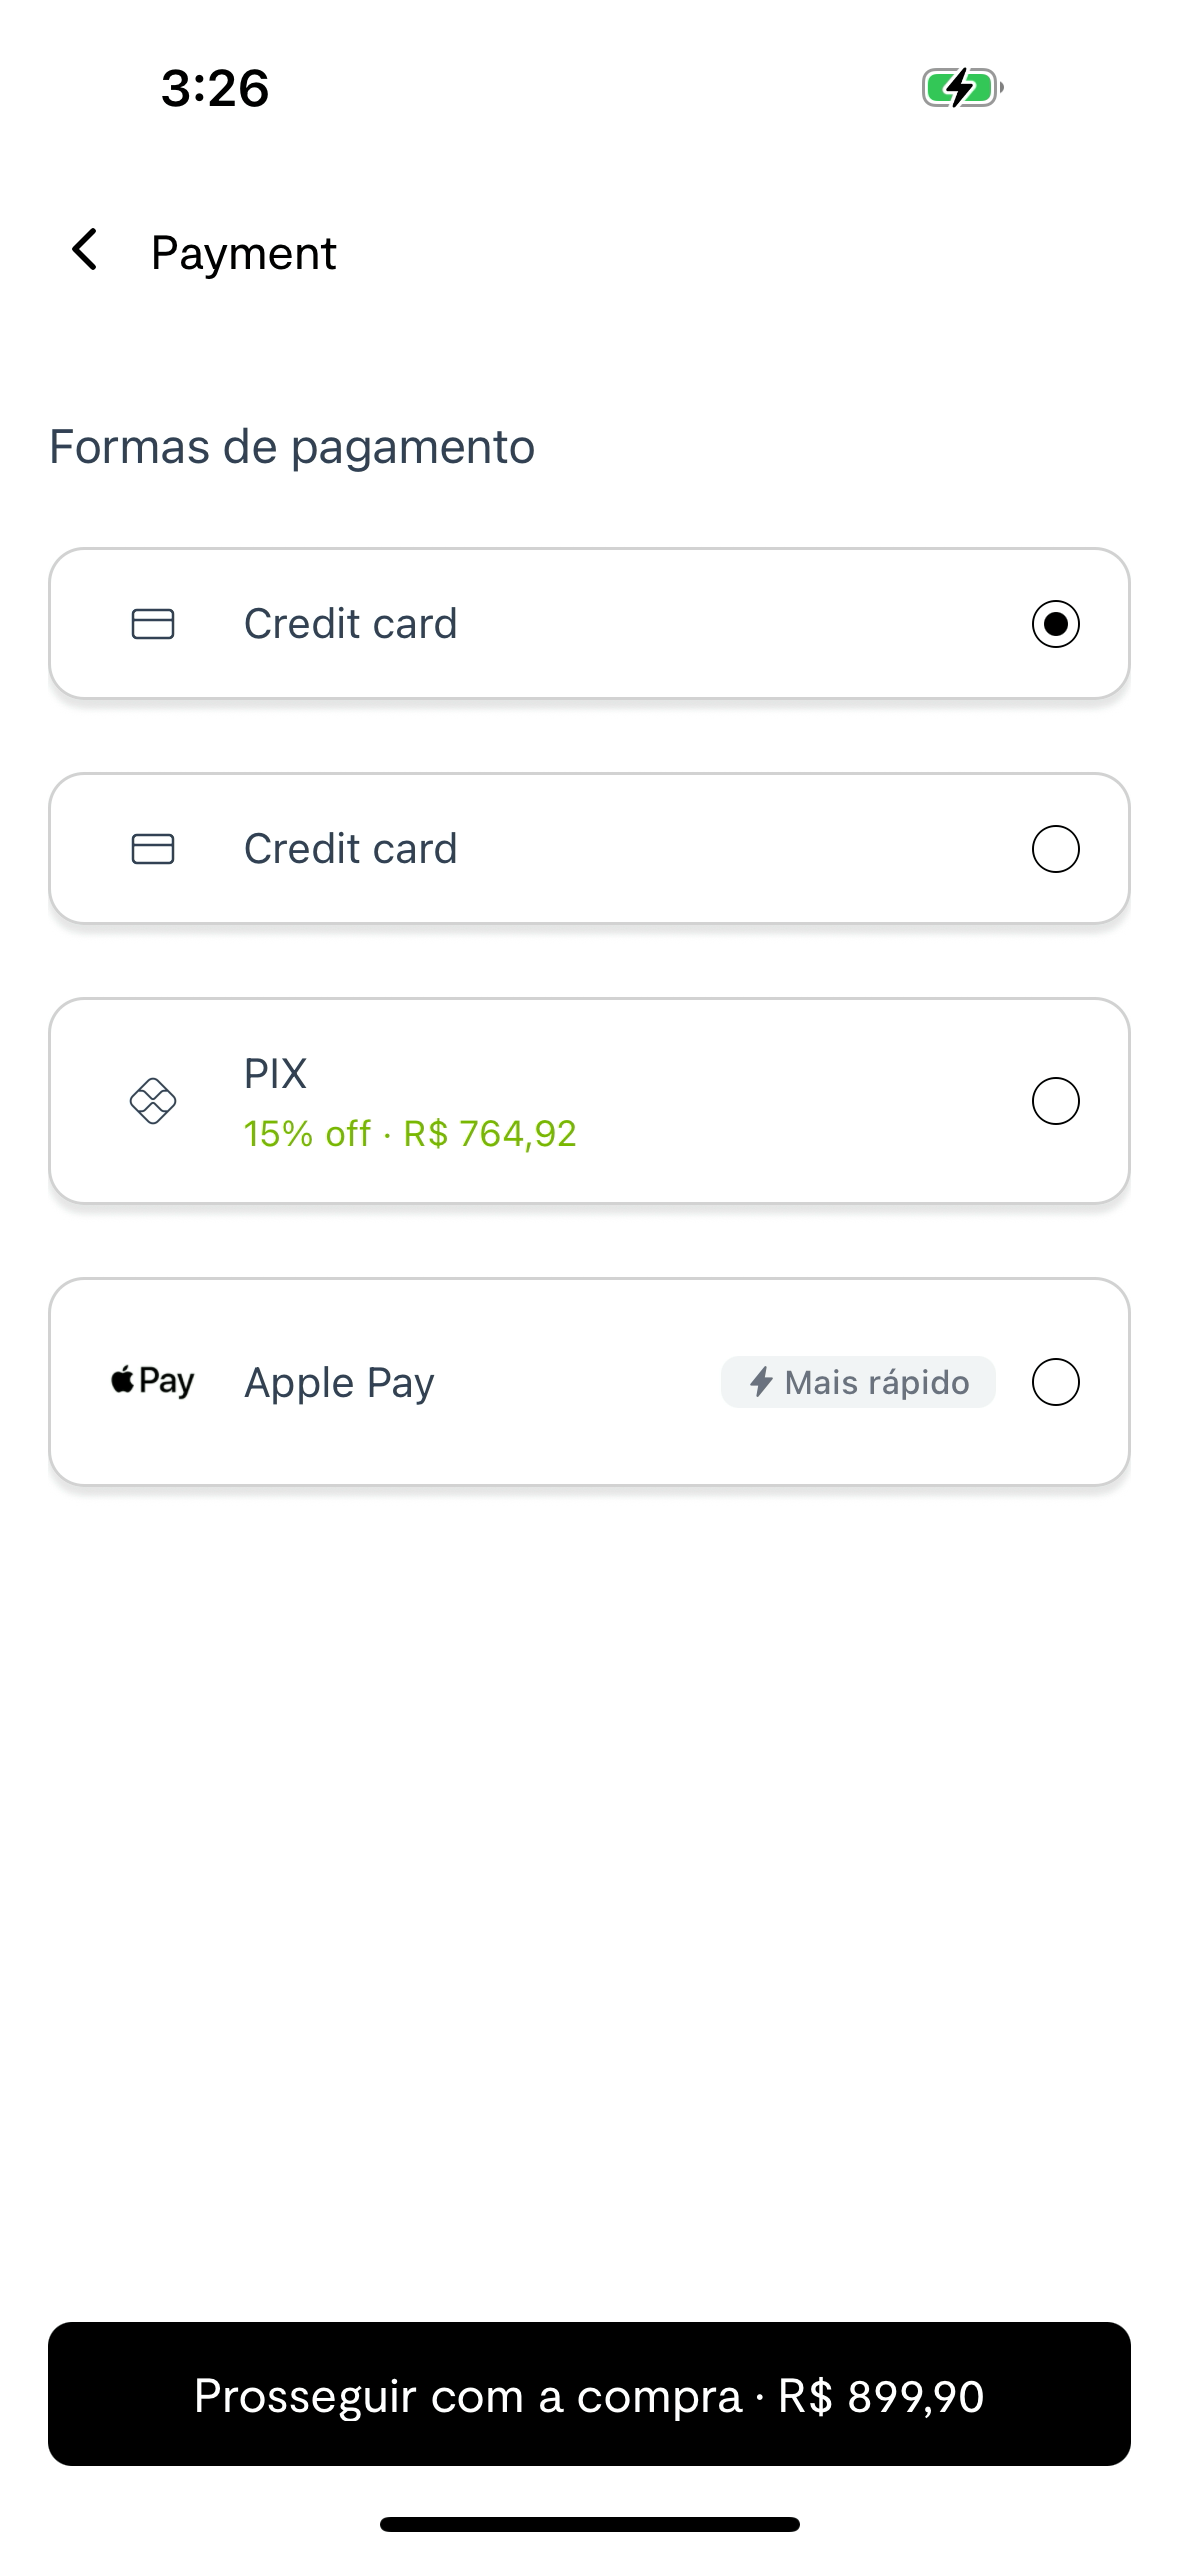 3:26
Payment
Formas de pagamento
Credit card
Credit card
PIX
15% off · R$ 764,92
Pay Apple Pay Mais rápido
Prosseguir com a compra · R$ 899,90